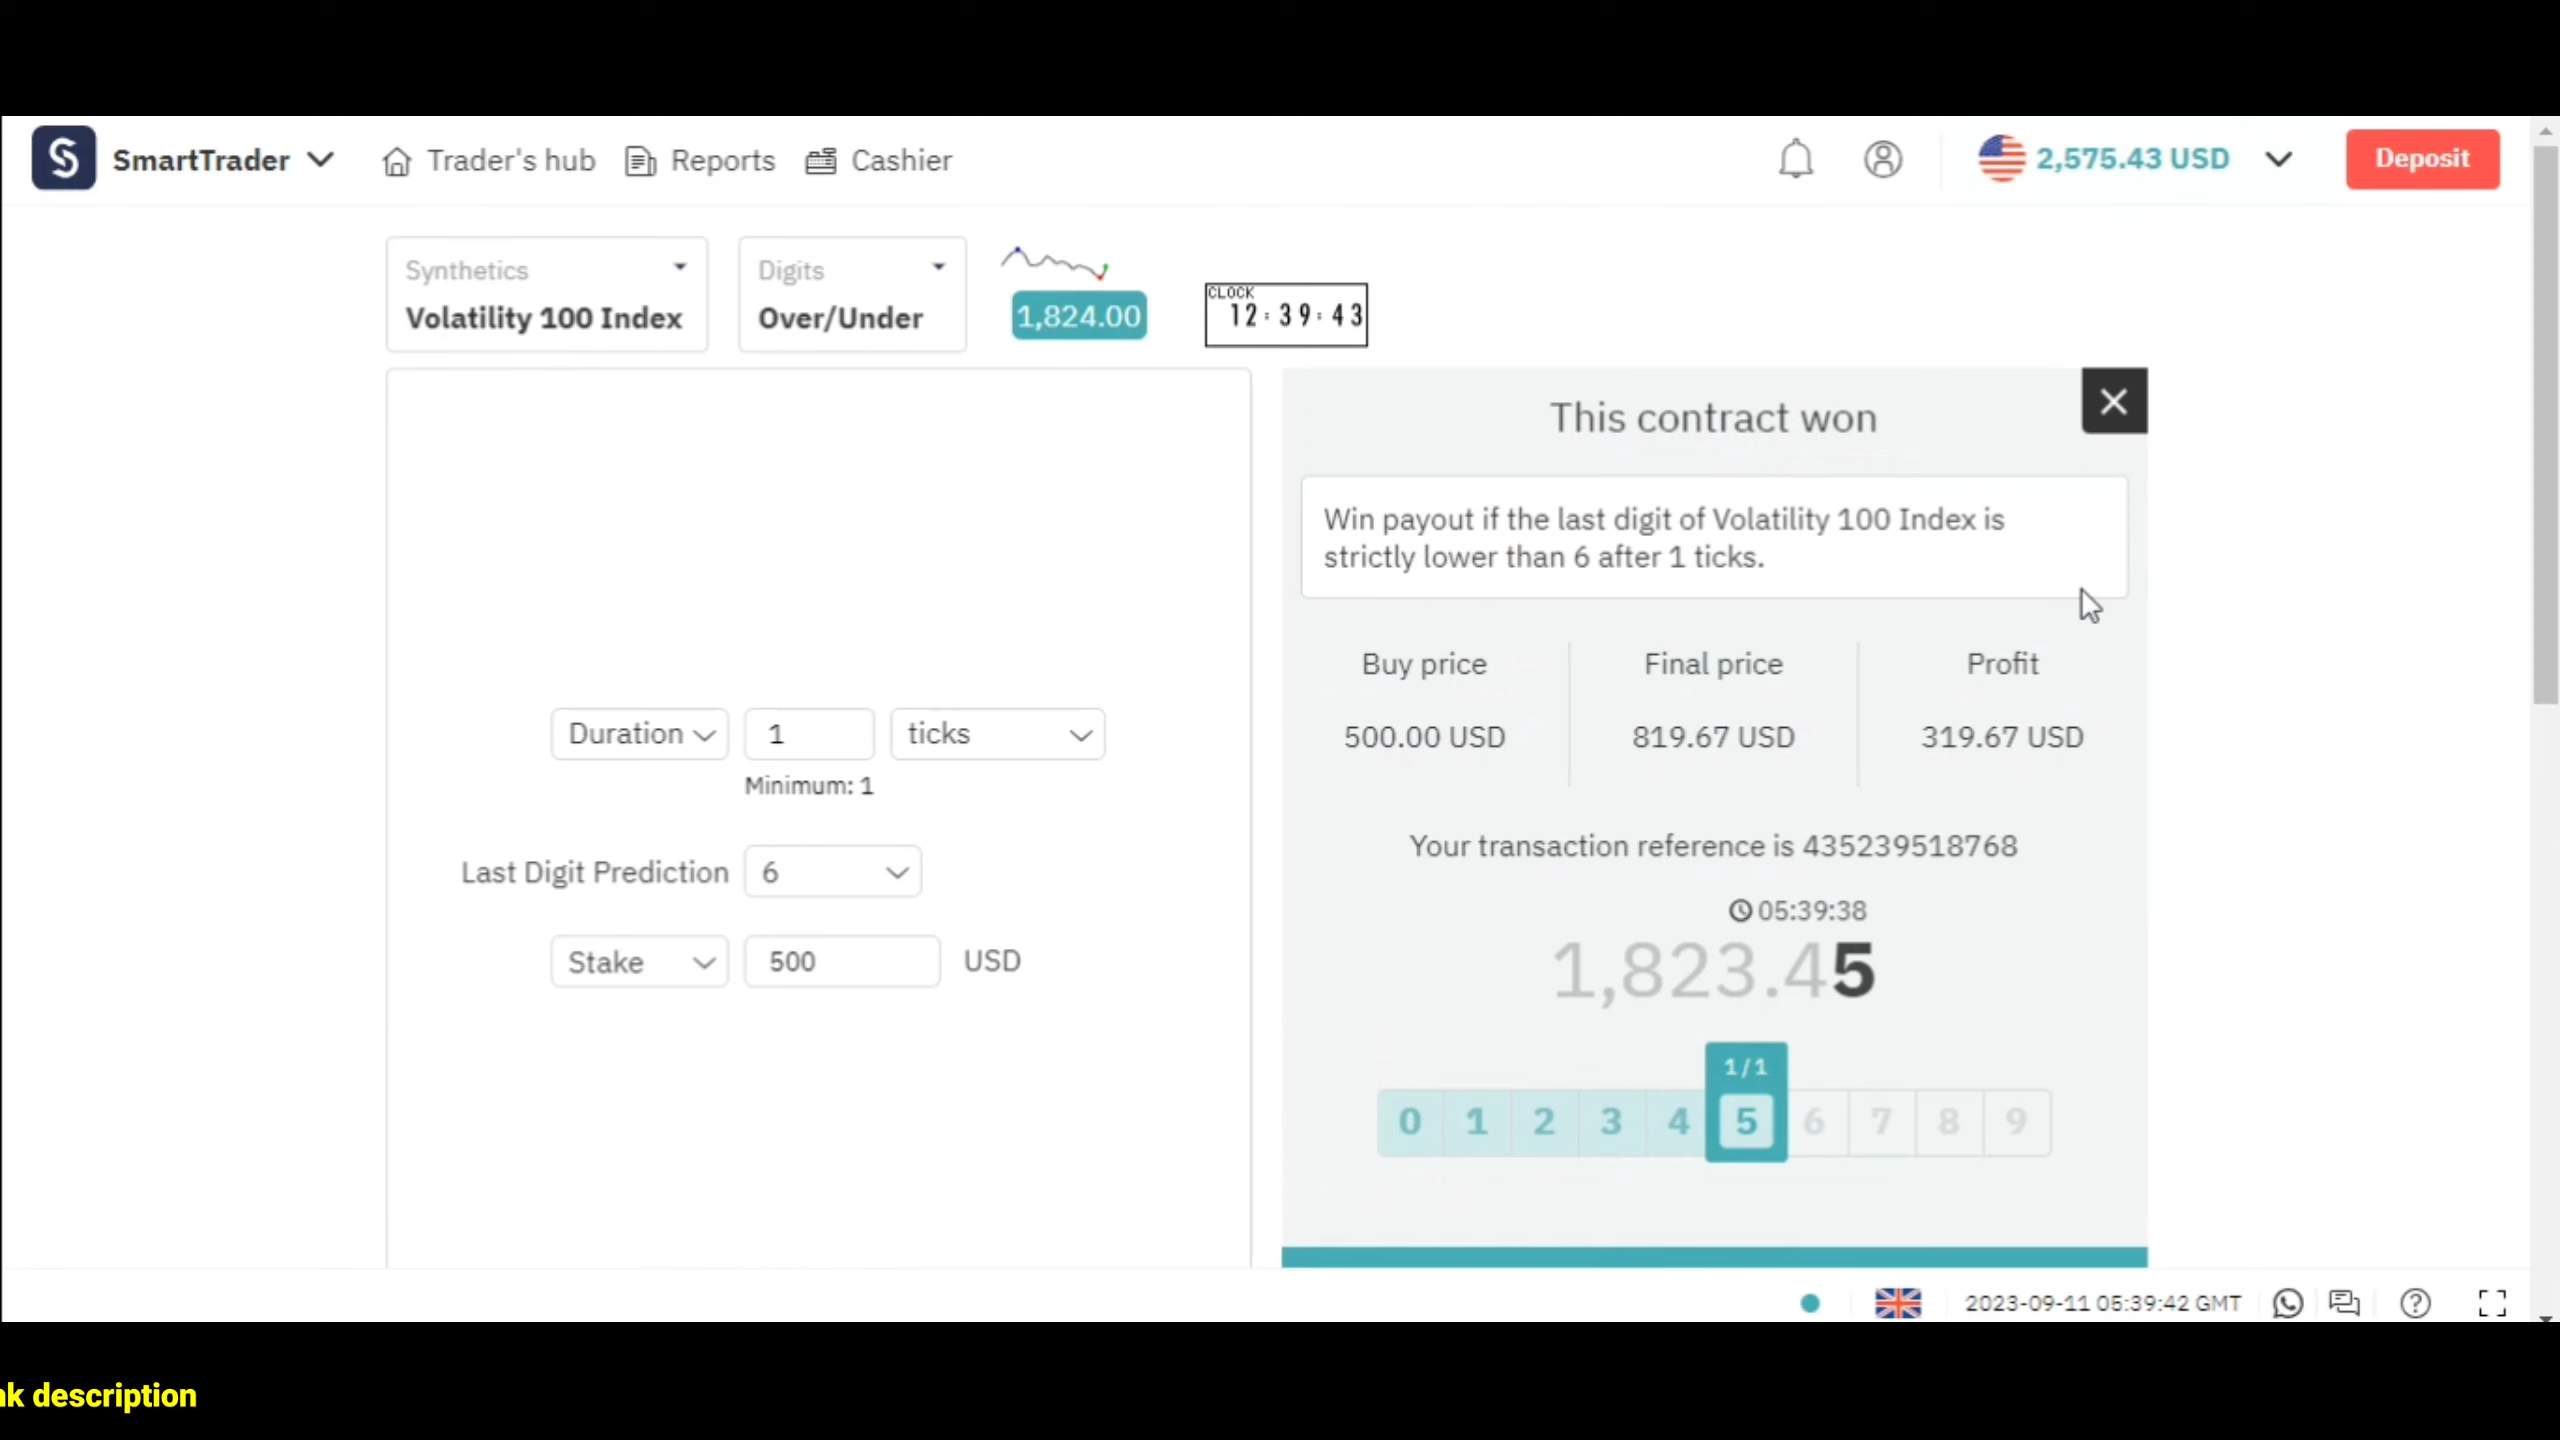 S SmartTrader Trader's hub Reports Cashier 2,575.43 USD Deposit
Synthetics
Volatility 100 Index
Digits
Over/Under
1,824.00
CLOCK
12:39:43
This contract won
Win payout if the last digit of Volatility 100 Index is
strictly lower than 6 after 1 ticks.
Buy price Final price Profit
500.00 USD 819.67 USD 319.67 USD
Your transaction reference is 435239518768
05:39:38
1,823.45
1/1
0 1 2 3 4 5 6 7 8 9
Duration 1 ticks
Minimum: 1
Last Digit Prediction 6
Stake 500 USD
2023-09-11 05:39:42 GMT
description